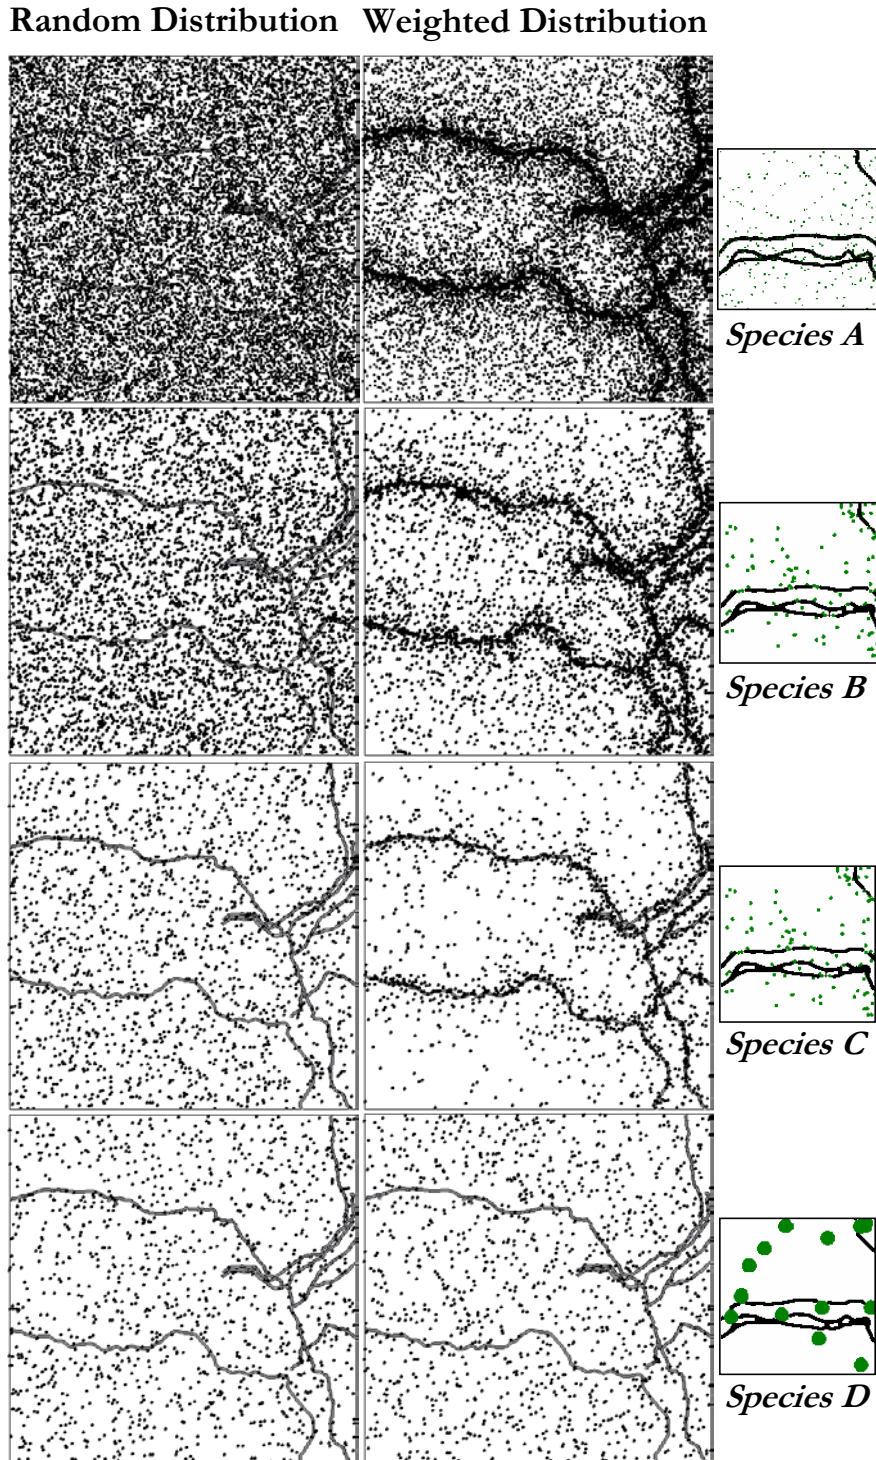 Random Distribution Weighted Distribution
Species A
Species B
Species C
Species D